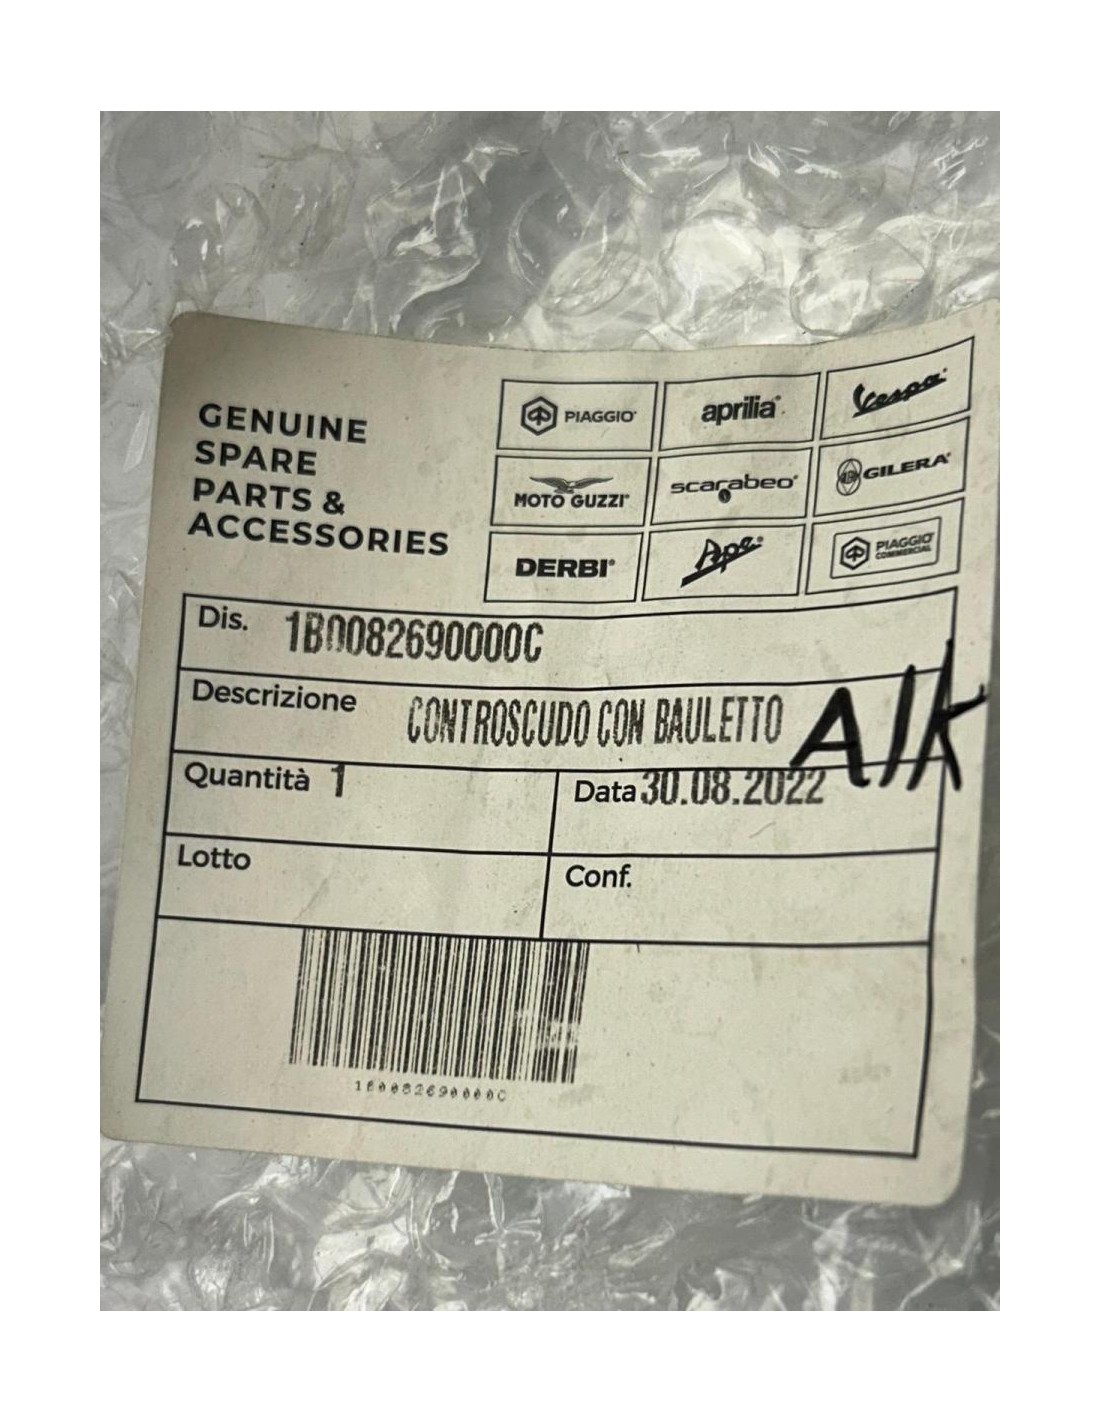 GENUINE
SPARE
PARTS &
ACCESSORIES
PIAGGIO aprilia Vespa
MOTO GUZZI scarabeo GILERA
DERBI Ape PIAGGIO COMMERCIAL
Dis. 1B0082690000C
Descrizione CONTROSCUDO CON BAULETTO
A1k
Quantità 1 Data 30.08.2022
Lotto Conf.
1B0082690000C